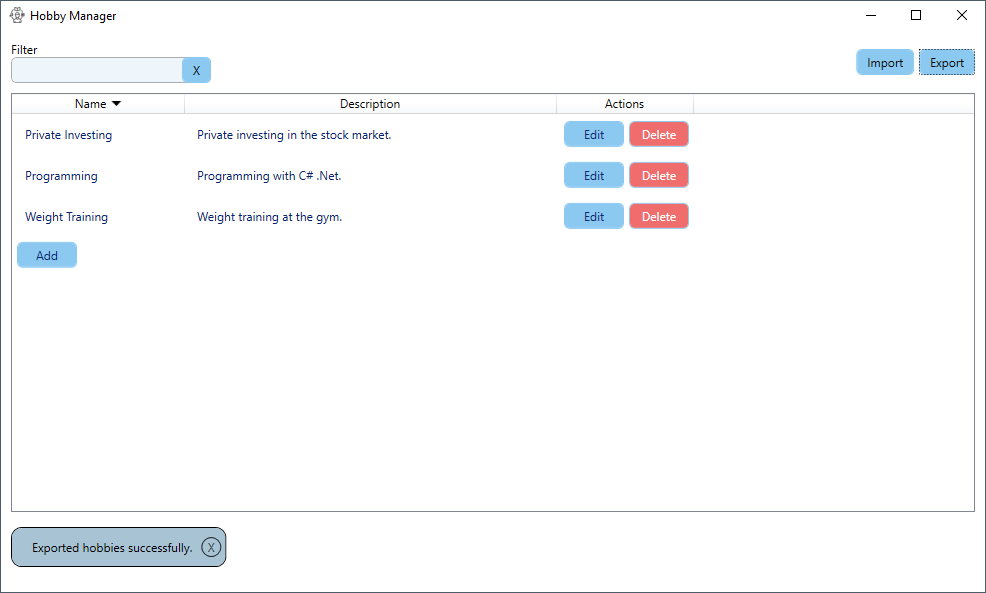 Hobby Manager
Filter
X
Import Export
Name Description Actions
Private Investing Private investing in the stock market. Edit Delete
Programming Programming with C# .Net. Edit Delete
Weight Training Weight training at the gym. Edit Delete
Add
Exported hobbies successfully. X